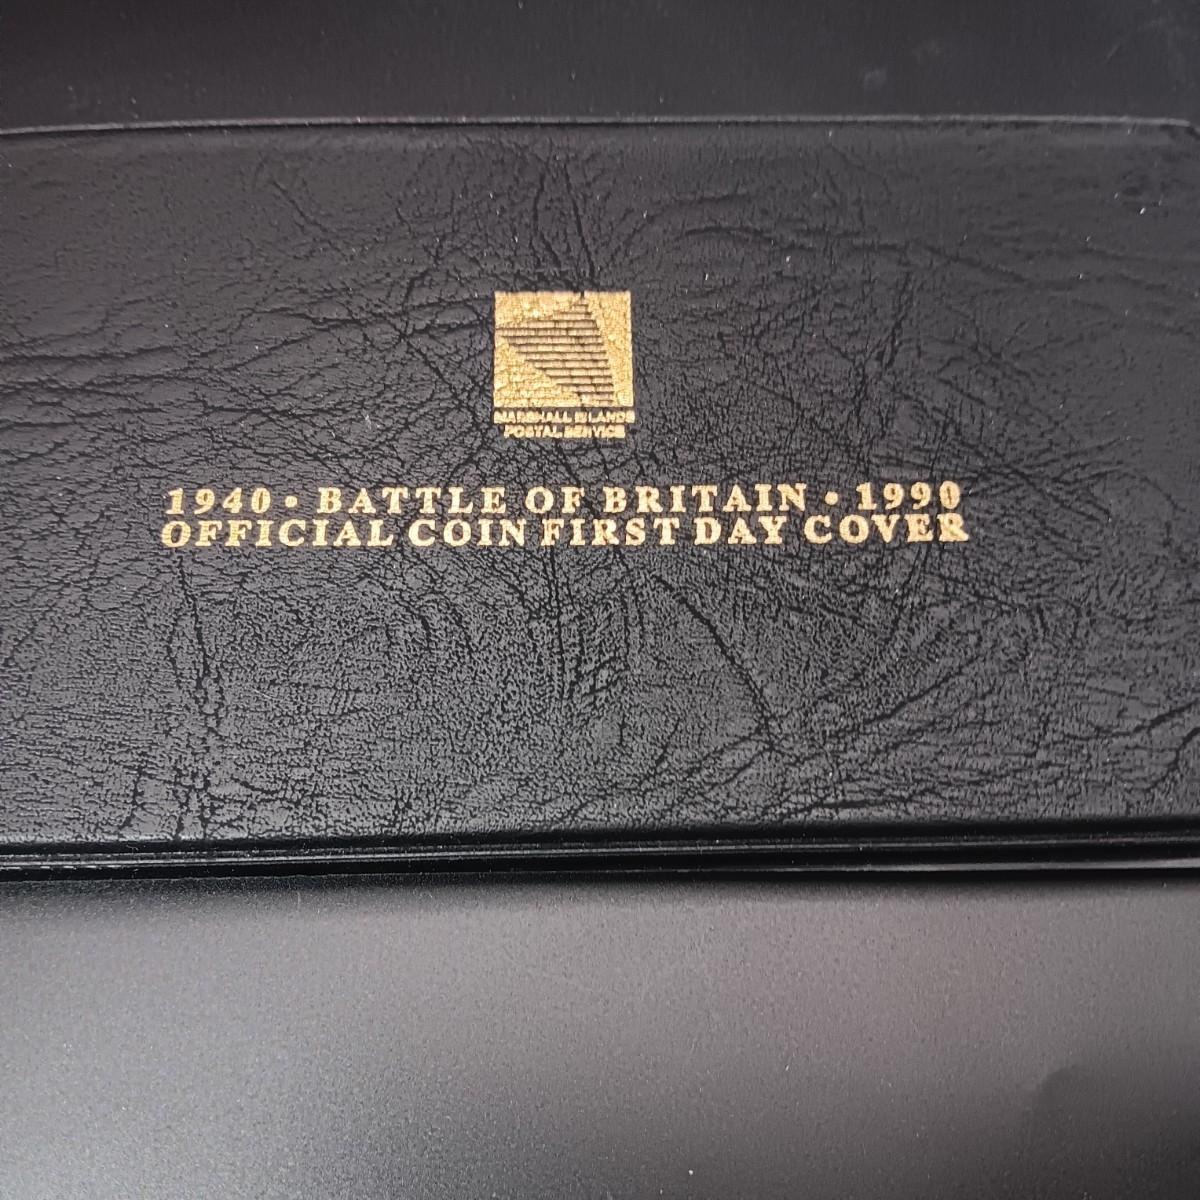 MARSHALL ISLANDS
POSTAL SERVICE
1940 • BATTLE OF BRITAIN • 1990
OFFICIAL COIN FIRST DAY COVER